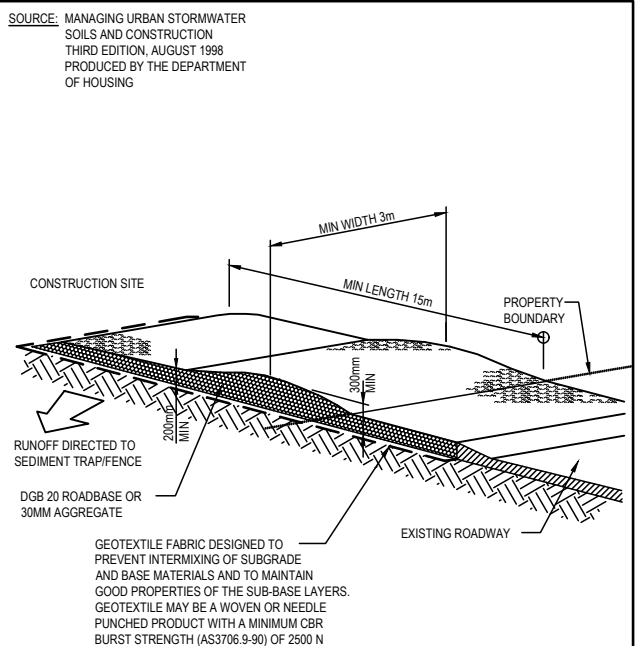 SOURCE: MANAGING URBAN STORMWATER
SOILS AND CONSTRUCTION
THIRD EDITION, AUGUST 1998
PRODUCED BY THE DEPARTMENT
OF HOUSING
MIN WIDTH 3m
CONSTRUCTION SITE
MIN LENGTH 15m
PROPERTY
BOUNDARY
300mm
MIN
200mm
MIN
RUNOFF DIRECTED TO
SEDIMENT TRAP/FENCE
DGB 20 ROADBASE OR
30MM AGGREGATE
EXISTING ROADWAY
GEOTEXTILE FABRIC DESIGNED TO
PREVENT INTERMIXING OF SUBGRADE
AND BASE MATERIALS AND TO MAINTAIN
GOOD PROPERTIES OF THE SUB-BASE LAYERS.
GEOTEXTILE MAY BE A WOVEN OR NEEDLE
PUNCHED PRODUCT WITH A MINIMUM CBR
BURST STRENGTH (AS3706.9-90) OF 2500 N